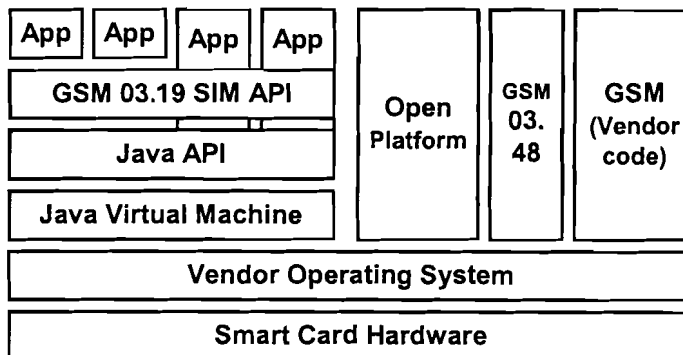 App App App App
GSM 03.19 SIM API
Java API
Java Virtual Machine
Open
Platform
GSM
03.
48
GSM
(Vendor
code)
Vendor Operating System
Smart Card Hardware